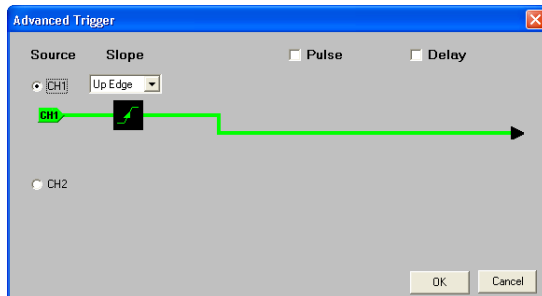 Advanced Trigger
Source Slope Pulse Delay
CH1 Up Edge
CH1
CH2
OK Cancel